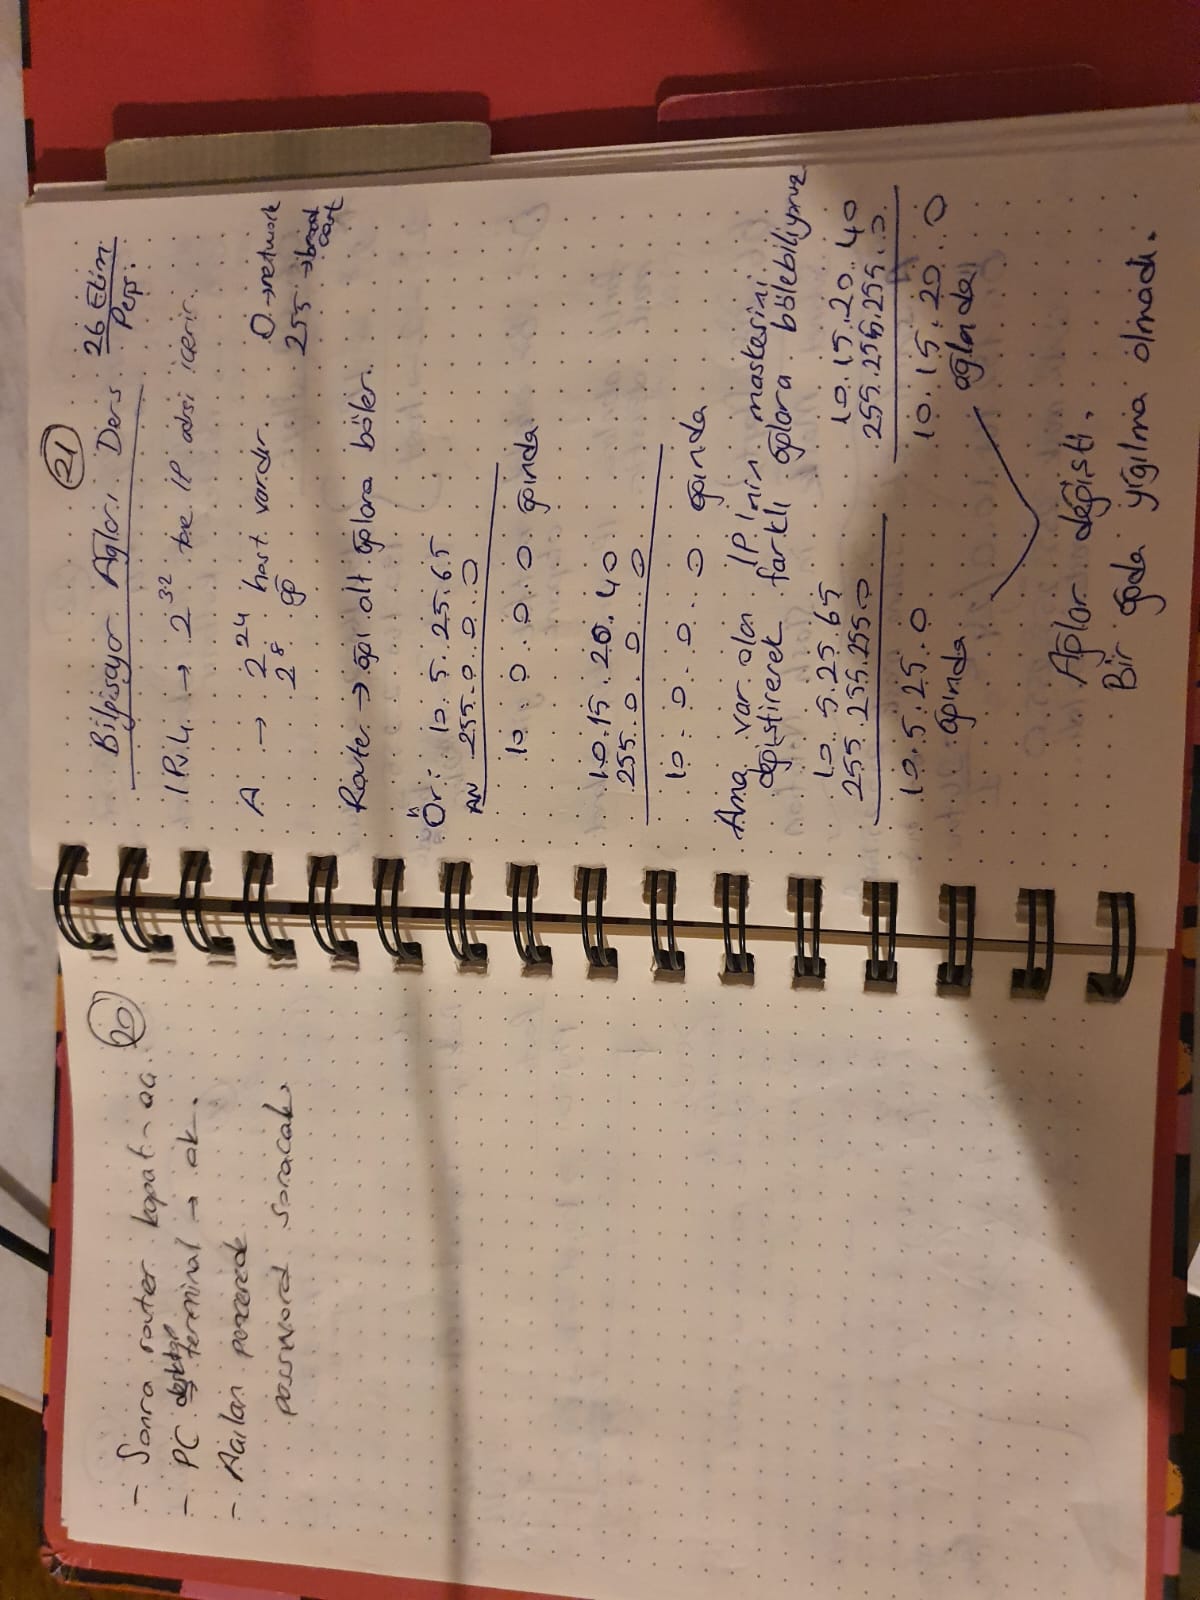 20
- Sonra router kapat-aç.
- PC → desktop terminal → ok.
- Açılan pencerede
password soracak.
21
Bilgisayar Ağları Ders 26 Ekim Perş.
IPv4 → 2^32 tane IP adresi içerir.
A → 2^24 host vardır. 0 → network
2^8 ağ 255 → broadcast
Router → ağı alt ağlara böler.
Ör: 10.5.25.65
AN 255.0.0.0
10.0.0.0 ağında
10.15.20.40
255.0.0.0
10.0.0.0 ağında
Ama var olan IP'nin maskesini
değiştirerek farklı ağlara bölebiliyoruz
10.5.25.65 10.15.20.40
255.255.255.0 255.255.255.0
10.5.25.0 10.15.20.0
ağında ağında
Ağlar değişti.
Bir ağda yığılma olmadı.